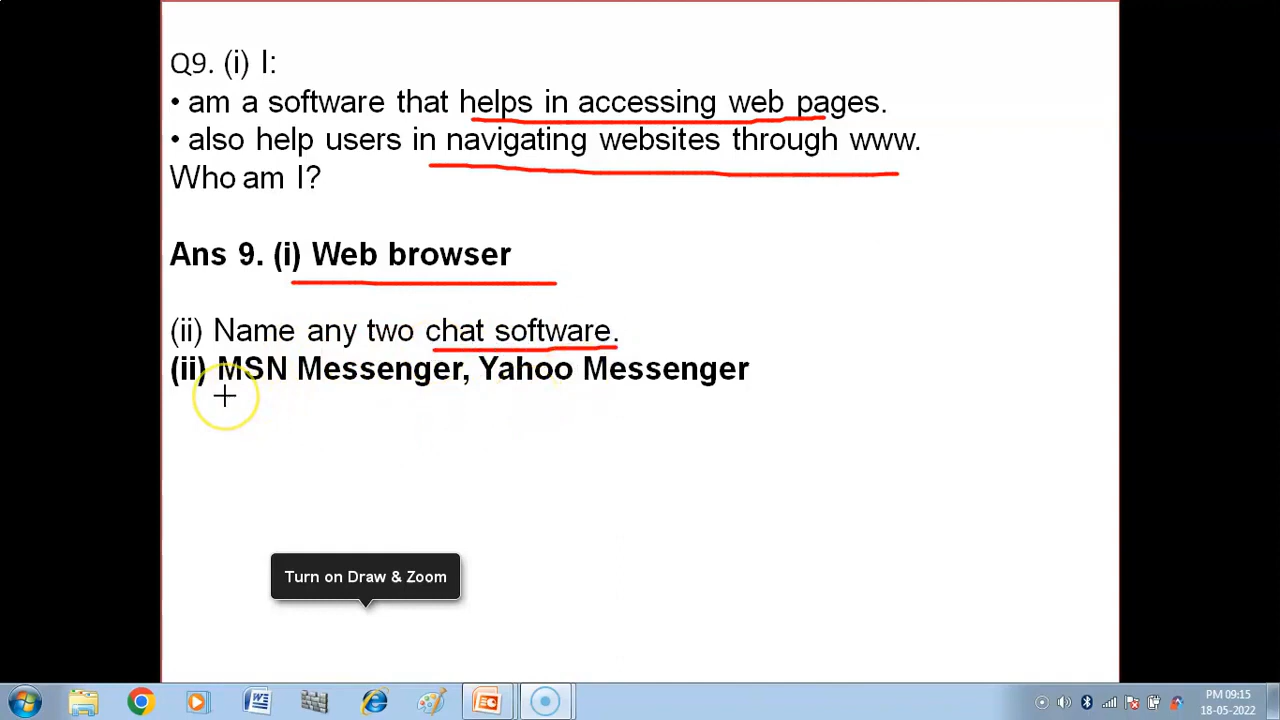 Q9. (i) I:
• am a software that helps in accessing web pages.
• also help users in navigating websites through www.
Who am I?
Ans 9. (i) Web browser
(ii) Name any two chat software.
(ii) MSN Messenger, Yahoo Messenger
Turn on Draw & Zoom
PM 09:15
18-05-2022